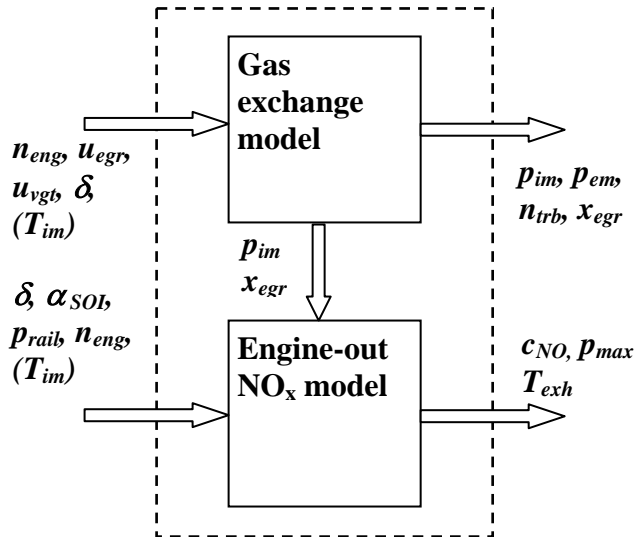 Gas
exchange
model
n_eng, u_egr,
u_vgt, δ,
(T_im)
p_im, p_em,
n_trb, x_egr
p_im
x_egr
δ, α_SOI,
p_rail, n_eng,
(T_im)
Engine-out
NO_x model
c_NO, p_max
T_exh